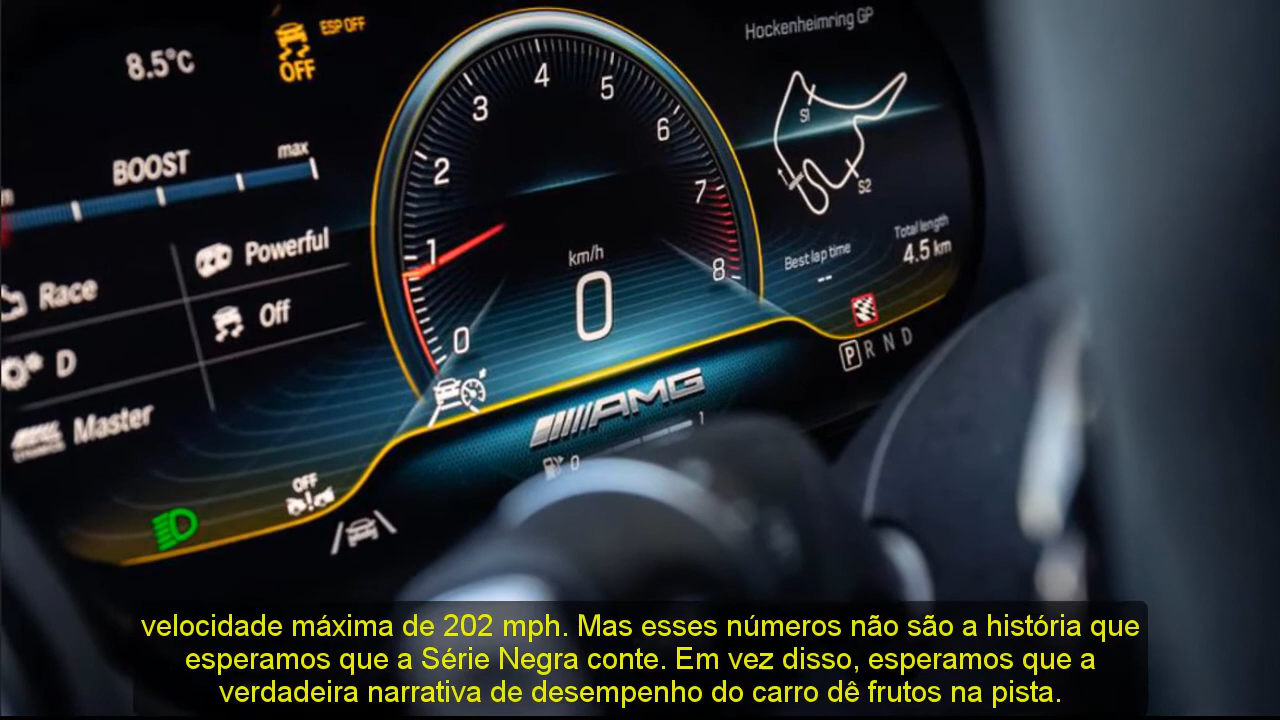 8.5°C
ESP OFF
OFF
BOOST
max
Race
Powerful
D
Off
Master
OFF
0
1
2
3
4
5
6
7
8
km/h
0
AMG
0
1
Hockenheimring GP
S1
S2
Best lap time
--
Total length
4.5 km
P R N D
velocidade máxima de 202 mph. Mas esses números não são a história que
esperamos que a Série Negra conte. Em vez disso, esperamos que a
verdadeira narrativa de desempenho do carro dê frutos na pista.